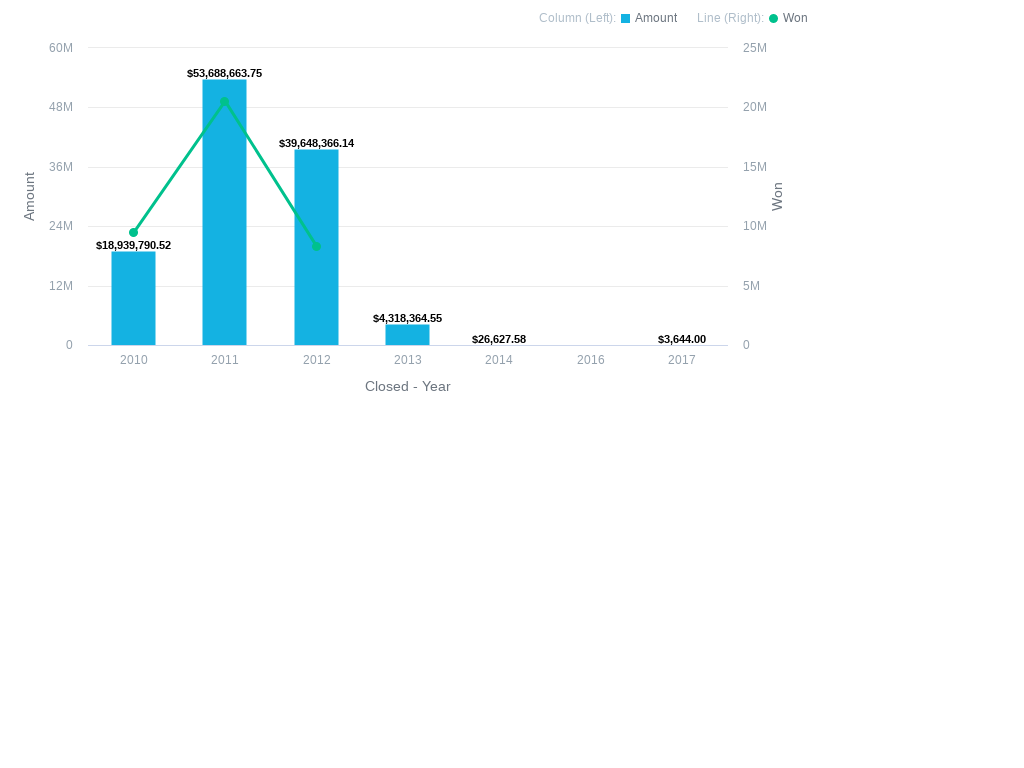 Column (Left): Amount Line (Right): Won
60M
48M
36M
24M
12M
0
Amount
$53,688,663.75
$39,648,366.14
$18,939,790.52
$4,318,364.55
$26,627.58
$3,644.00
25M
20M
15M
10M
5M
0
Won
2010 2011 2012 2013 2014 2016 2017
Closed - Year